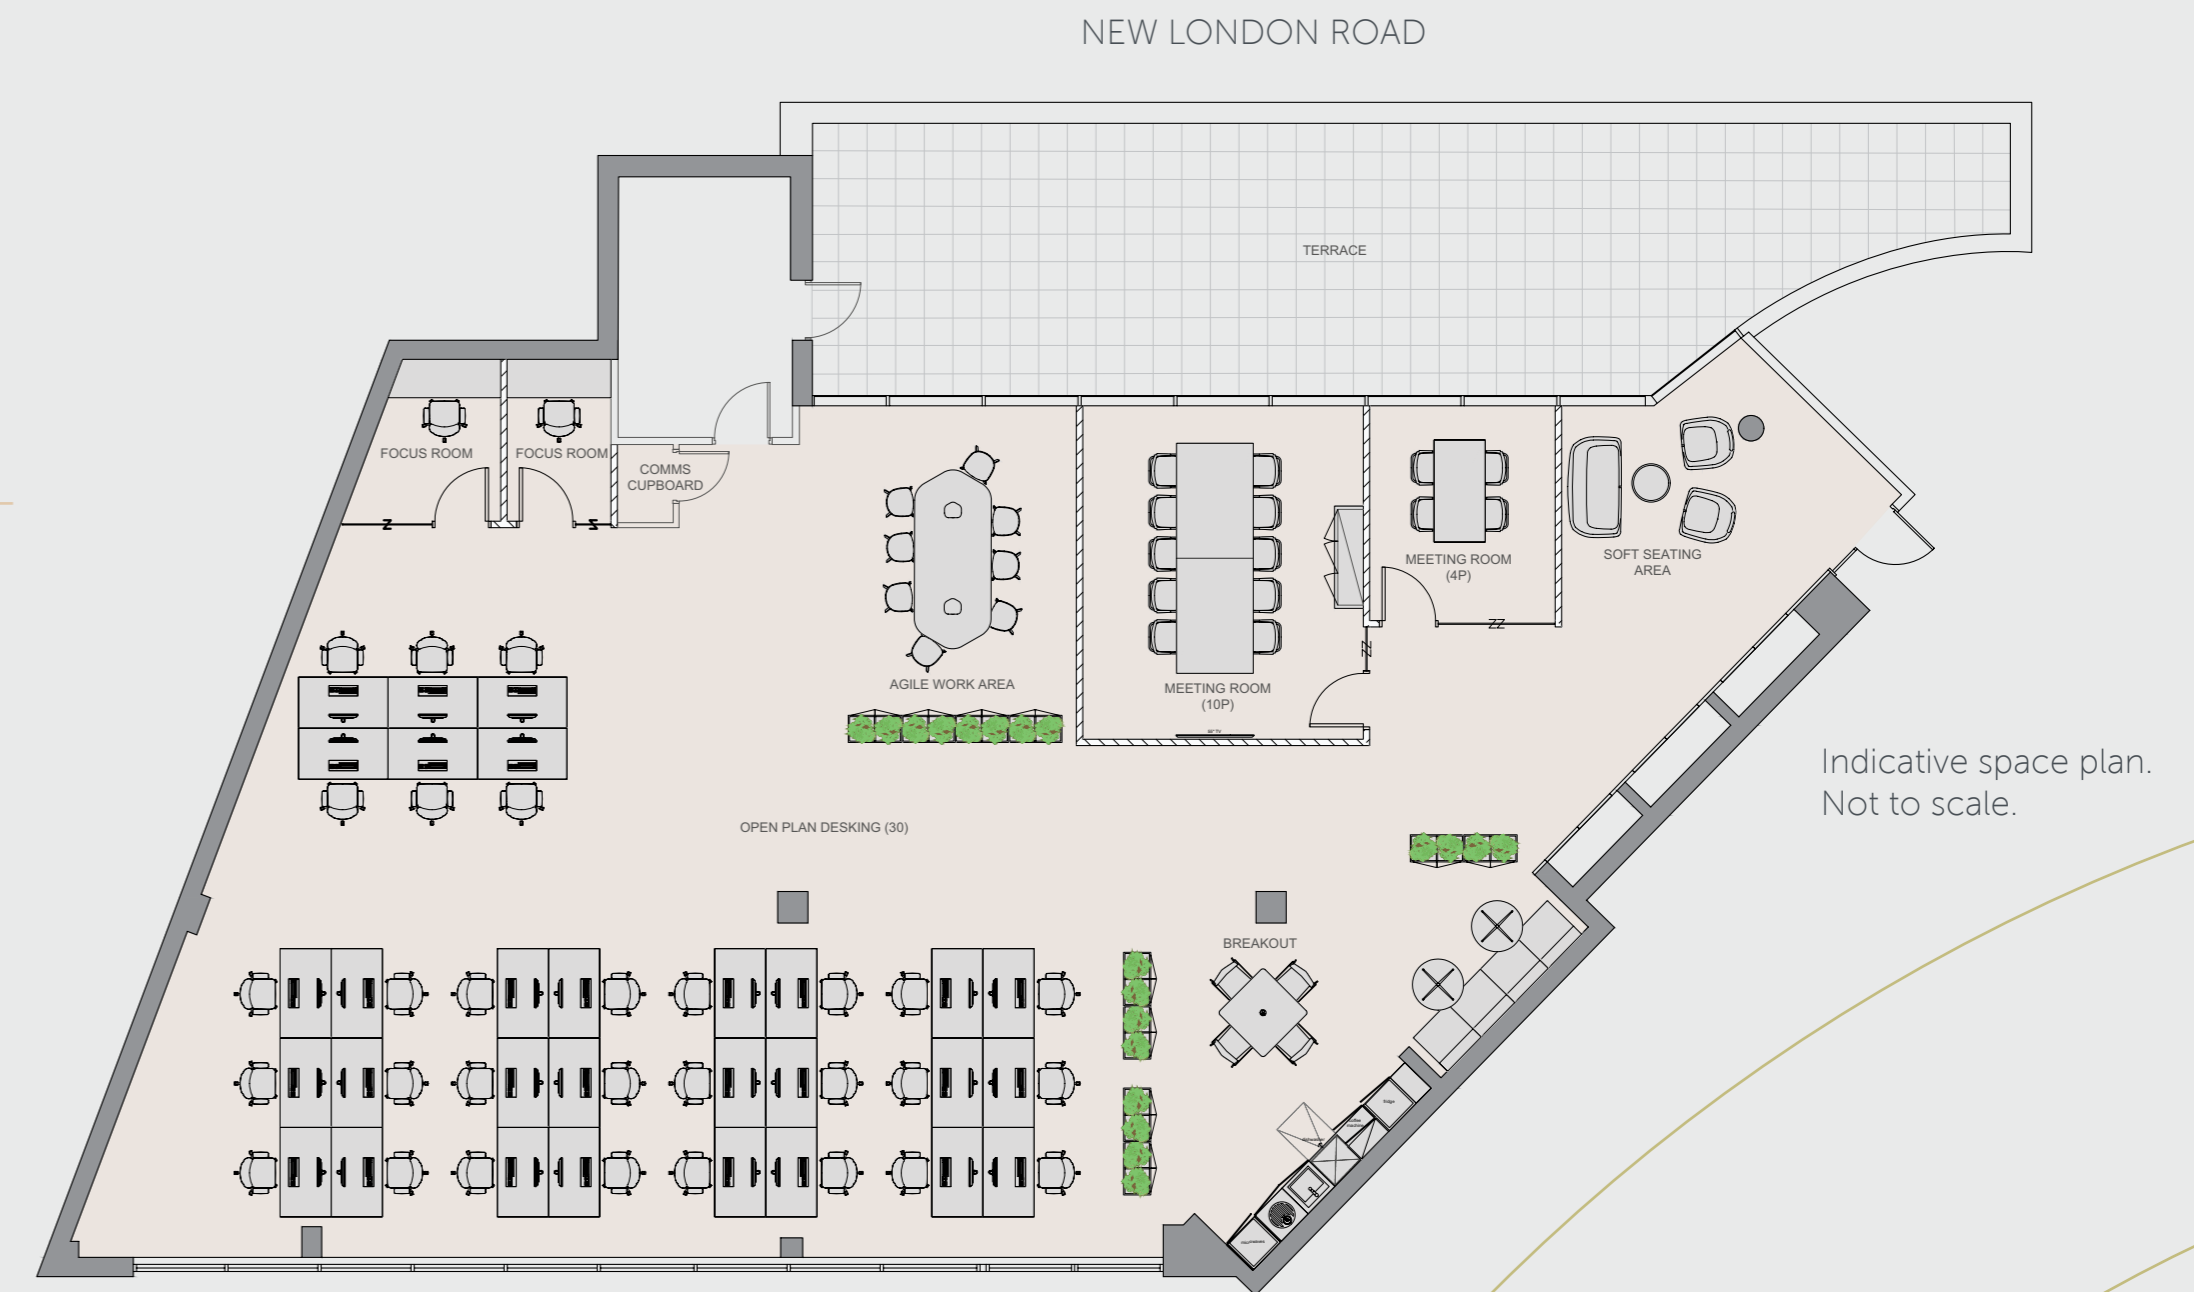 NEW LONDON ROAD
TERRACE
FOCUS ROOM
FOCUS ROOM
COMMS
CUPBOARD
MEETING ROOM
(4P)
SOFT SEATING
AREA
AGILE WORK AREA
MEETING ROOM
(10P)
Indicative space plan.
Not to scale.
OPEN PLAN DESKING (30)
BREAKOUT
fridge